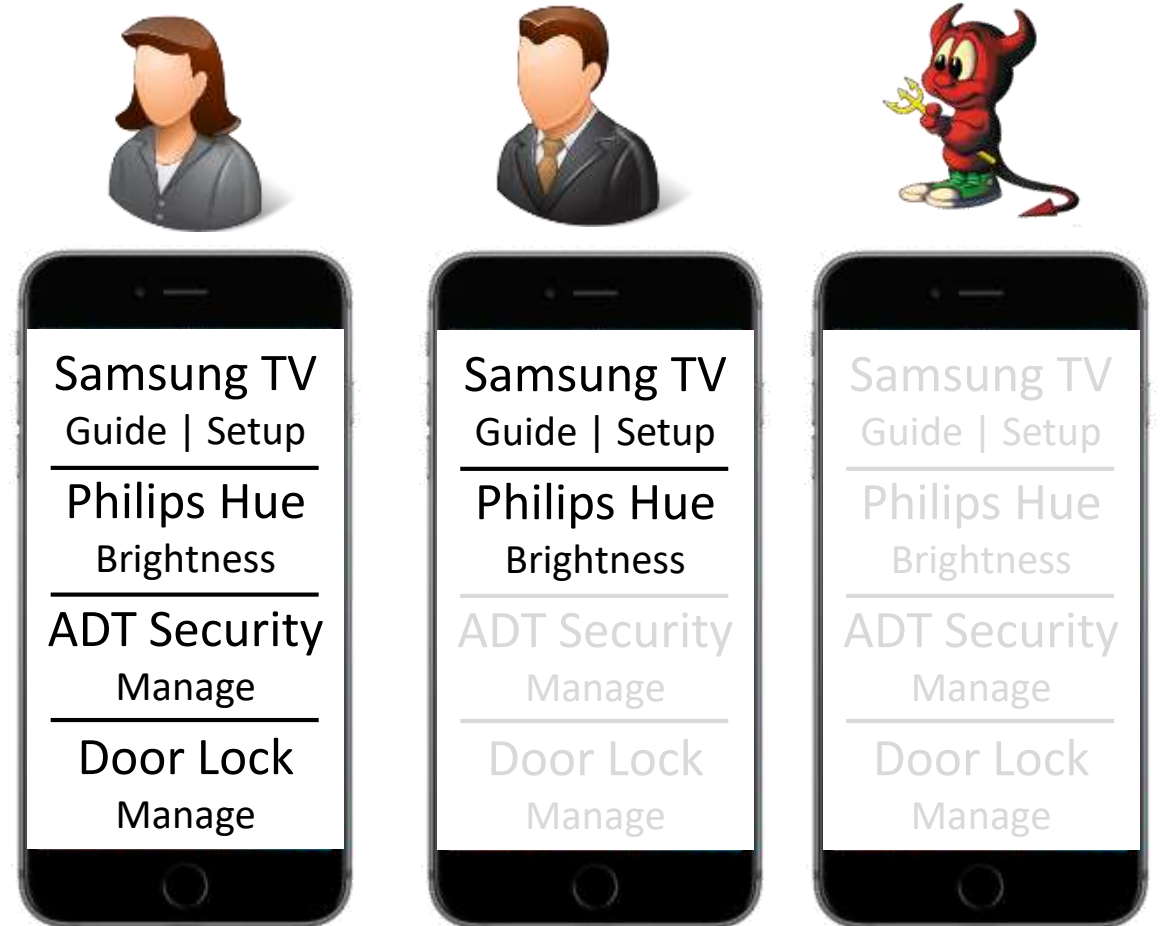 Samsung TV
Guide | Setup
Philips Hue
Brightness
ADT Security
Manage
Door Lock
Manage
Samsung TV
Guide | Setup
Philips Hue
Brightness
ADT Security
Manage
Door Lock
Manage
Samsung TV
Guide | Setup
Philips Hue
Brightness
ADT Security
Manage
Door Lock
Manage